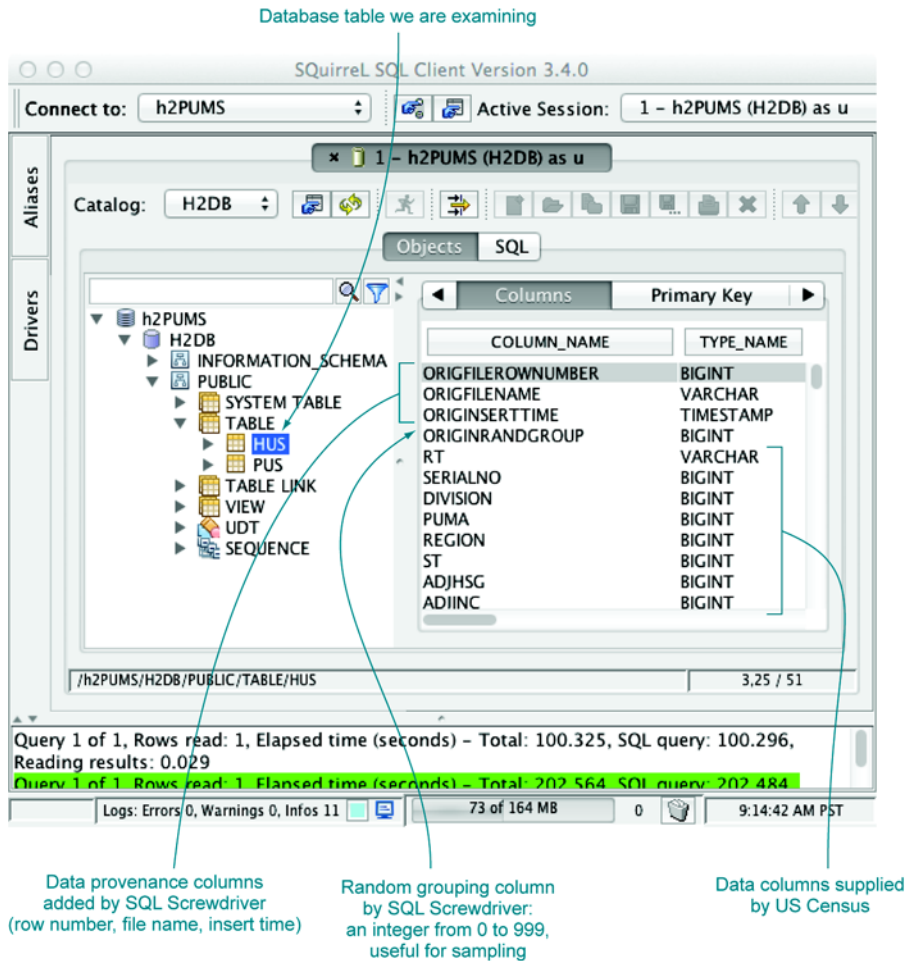 Database table we are examining
SQuirreL SQL Client Version 3.4.0
Connect to: h2PUMS Active Session: 1 – h2PUMS (H2DB) as u
1 – h2PUMS (H2DB) as u
Aliases
Drivers
Catalog: H2DB
Objects SQL
h2PUMS
H2DB
INFORMATION_SCHEMA
PUBLIC
SYSTEM TABLE
TABLE
HUS
PUS
TABLE LINK
VIEW
UDT
SEQUENCE
Columns Primary Key
COLUMN_NAME TYPE_NAME
ORIGFILEROWNUMBER BIGINT
ORIGFILENAME VARCHAR
ORIGINSERTTIME TIMESTAMP
ORIGINRANDGROUP BIGINT
RT VARCHAR
SERIALNO BIGINT
DIVISION BIGINT
PUMA BIGINT
REGION BIGINT
ST BIGINT
ADJHSG BIGINT
ADJINC BIGINT
/h2PUMS/H2DB/PUBLIC/TABLE/HUS 3,25 / 51
Query 1 of 1, Rows read: 1, Elapsed time (seconds) – Total: 100.325, SQL query: 100.296,
Reading results: 0.029
Query 1 of 1, Rows read: 1, Elapsed time (seconds) – Total: 202.564, SQL query: 202.484,
Logs: Errors 0, Warnings 0, Infos 11 73 of 164 MB 0 9:14:42 AM PST
Data provenance columns
added by SQL Screwdriver
(row number, file name, insert time)
Random grouping column
by SQL Screwdriver:
an integer from 0 to 999,
useful for sampling
Data columns supplied
by US Census